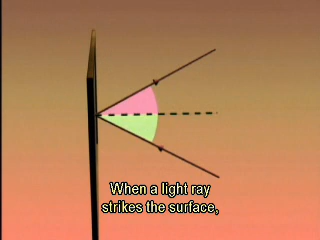 When a light ray
strikes the surface,